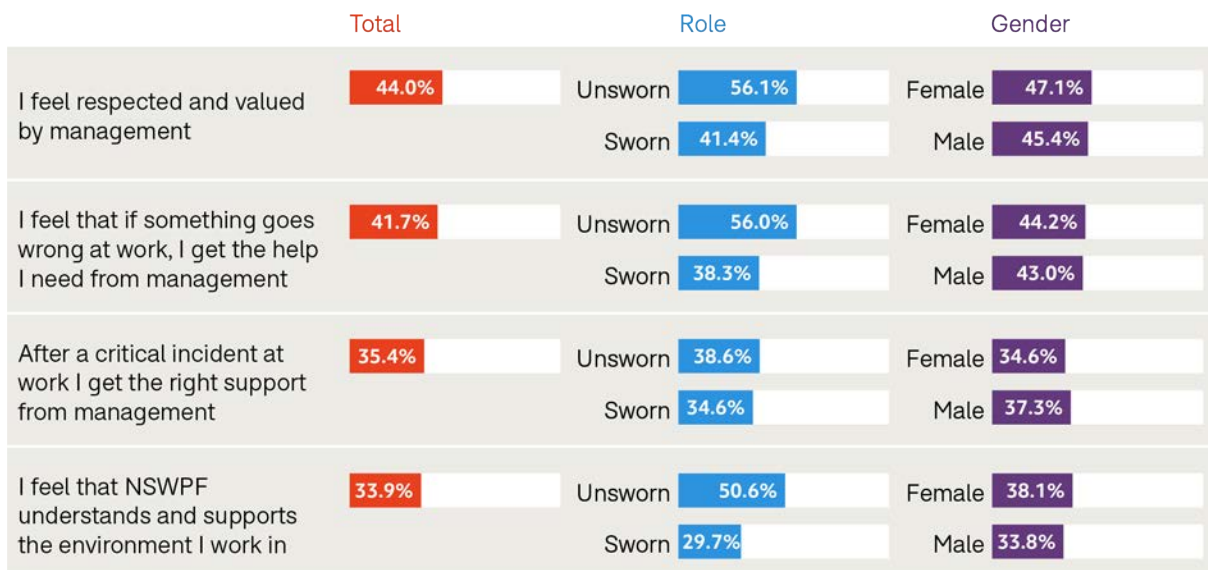 Total Role Gender
I feel respected and valued
by management
44.0%
Unsworn 56.1%
Sworn 41.4%
Female 47.1%
Male 45.4%
I feel that if something goes
wrong at work, I get the help
I need from management
41.7%
Unsworn 56.0%
Sworn 38.3%
Female 44.2%
Male 43.0%
After a critical incident at
work I get the right support
from management
35.4%
Unsworn 38.6%
Sworn 34.6%
Female 34.6%
Male 37.3%
I feel that NSWPF
understands and supports
the environment I work in
33.9%
Unsworn 50.6%
Sworn 29.7%
Female 38.1%
Male 33.8%